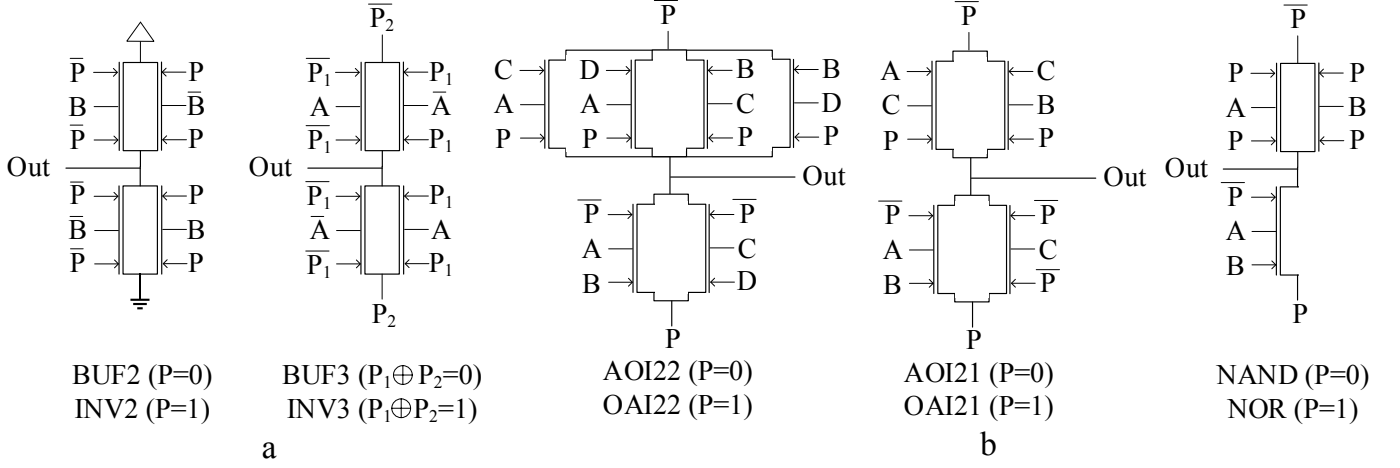 P̅ P
B B̅
P̅ P
Out
P̅ P
B̅ B
P̅ P
BUF2 (P=0)
INV2 (P=1)
P̅₂
P̅₁ P₁
A A̅
P̅₁ P₁
Out
P̅₁ P₁
A̅ A
P̅₁ P₁
P₂
BUF3 (P₁⊕P₂=0)
INV3 (P₁⊕P₂=1)
a
P̅
C D B B
A A C D
P P P P
Out
P̅ P̅
A C
B D
P
AOI22 (P=0)
OAI22 (P=1)
P̅
A C
C B
P P
Out
P̅ P̅
A C
B P̅
P
AOI21 (P=0)
OAI21 (P=1)
b
P̅
P P
A B
P P
Out
P̅
A
B
P
NAND (P=0)
NOR (P=1)